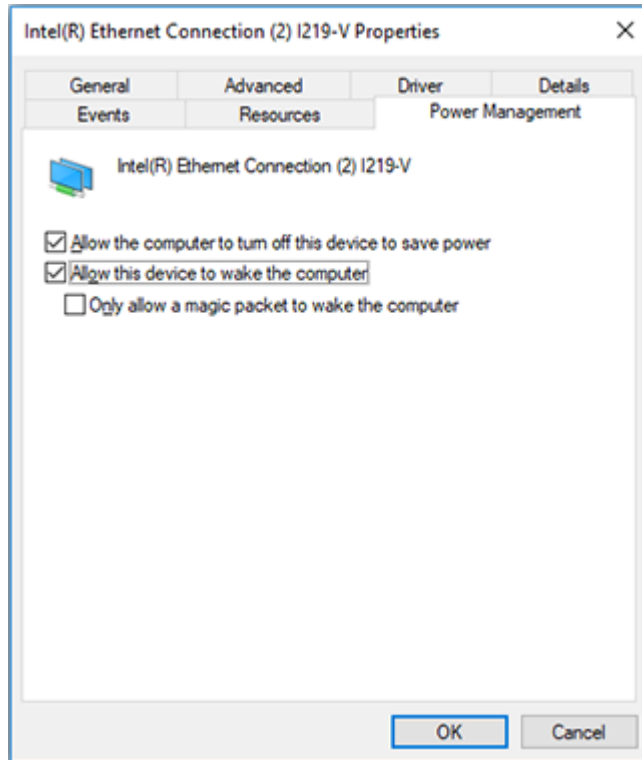 Intel(R) Ethernet Connection (2) I219-V Properties
General Advanced Driver Details
Events Resources Power Management
Intel(R) Ethernet Connection (2) I219-V
Allow the computer to turn off this device to save power
Allow this device to wake the computer
Only allow a magic packet to wake the computer
OK Cancel